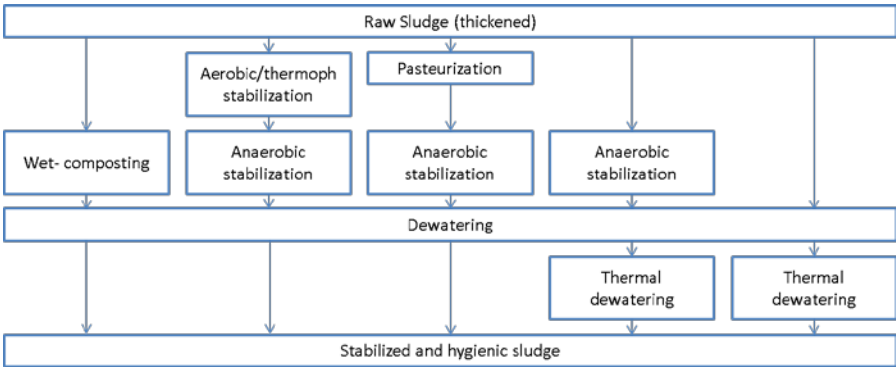 Raw Sludge (thickened)
Aerobic/thermoph
stabilization
Pasteurization
Wet- composting
Anaerobic
stabilization
Anaerobic
stabilization
Anaerobic
stabilization
Dewatering
Thermal
dewatering
Thermal
dewatering
Stabilized and hygienic sludge